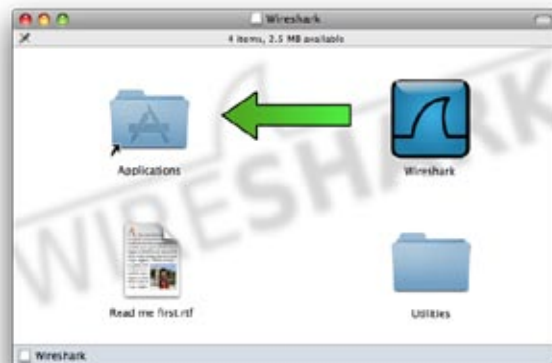 Wireshark
4 items, 2.5 MB available
WIRESHARK
Applications
Wireshark
Read me first.rtf
Utilities
Wireshark